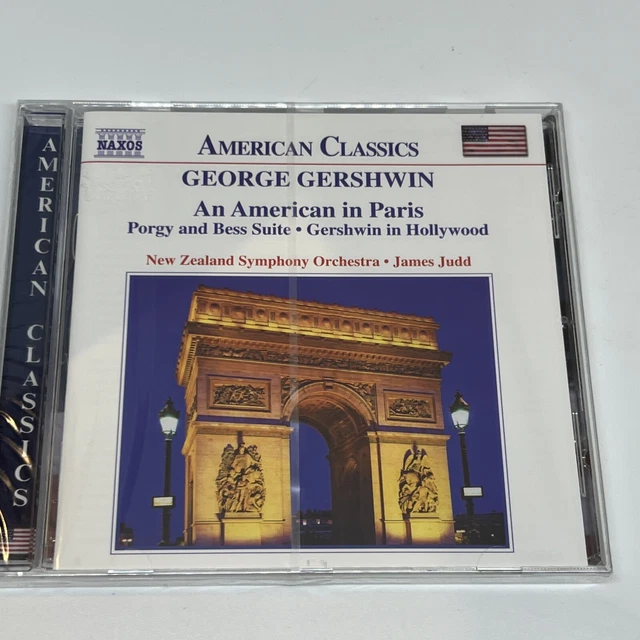 AMERICAN CLASSICS
NAXOS
AMERICAN CLASSICS
GEORGE GERSHWIN
An American in Paris
Porgy and Bess Suite • Gershwin in Hollywood
New Zealand Symphony Orchestra • James Judd